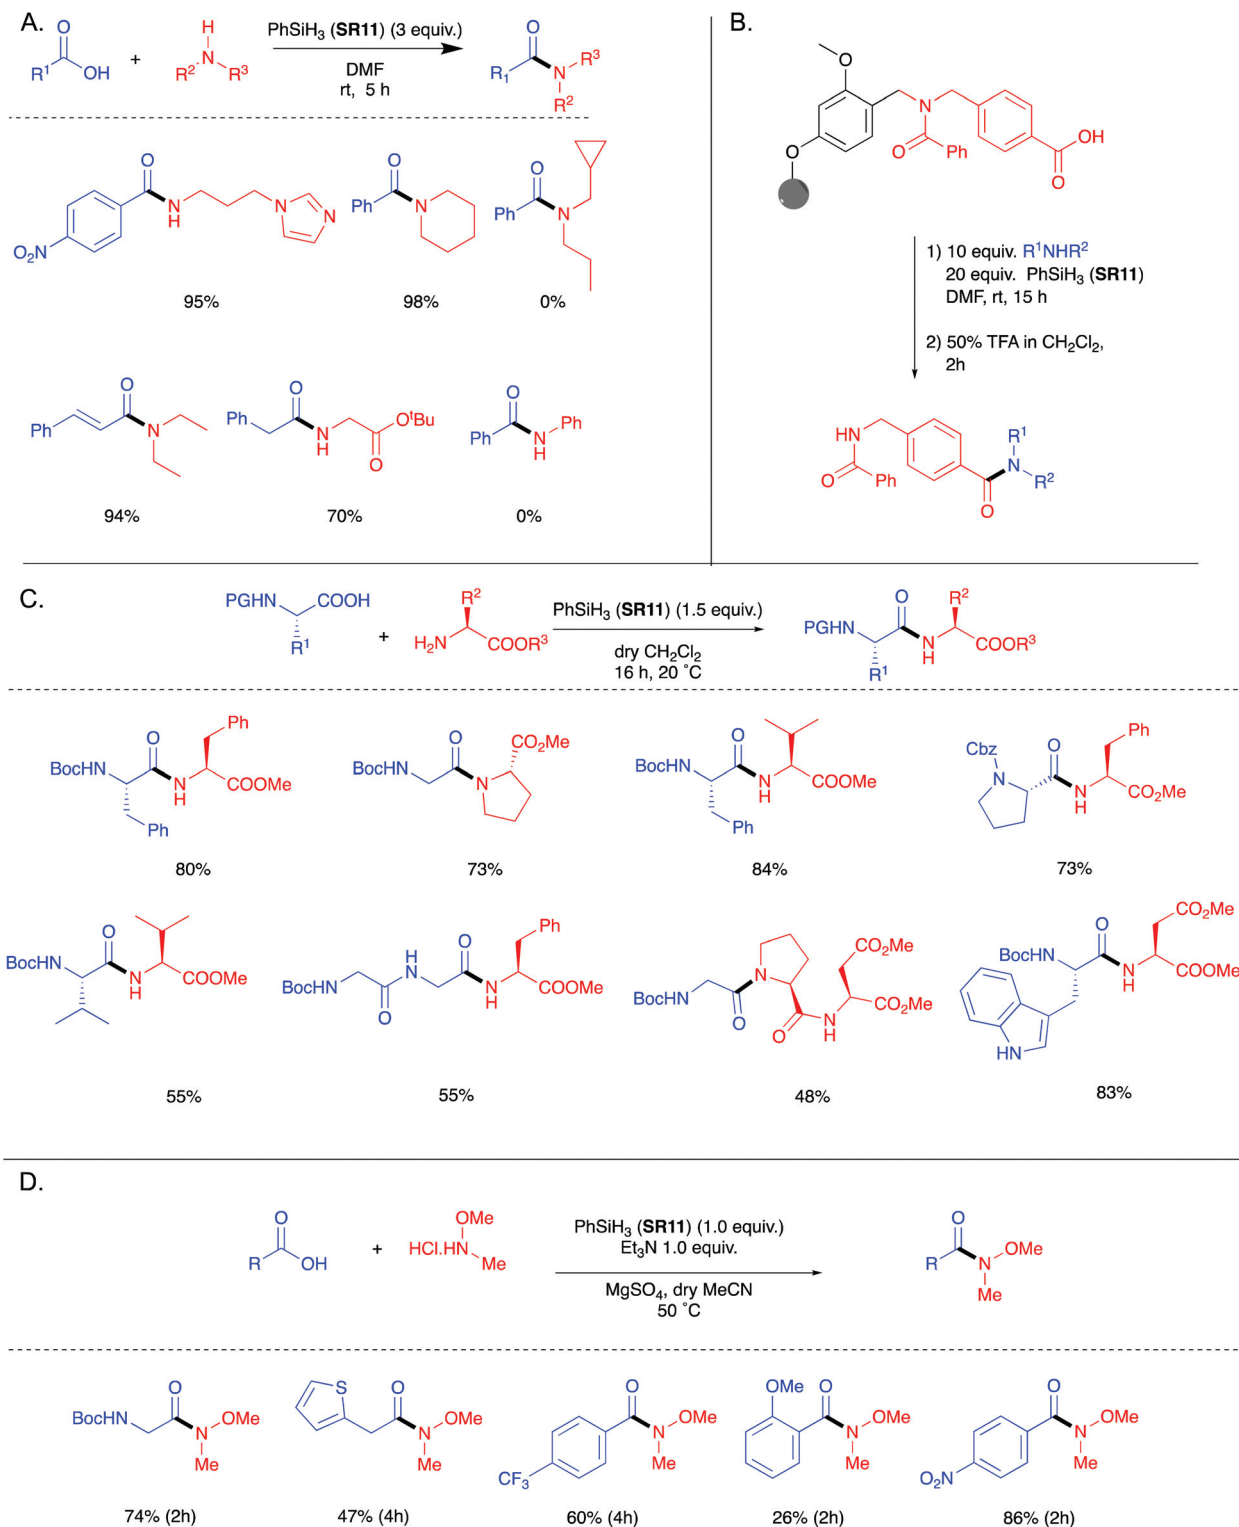 A.
O
R¹ OH
+
H
N
R² R³
PhSiH₃ (SR11) (3 equiv.)
DMF
rt, 5 h
O
R₁ N R³
R²
O
N
H
N N
O₂N
95%
O
Ph N
98%
O
Ph N
0%
O
Ph N
94%
O
Ph N
H
OᵗBu
O
70%
O
Ph N Ph
H
0%
B.
O
N
O Ph
O
OH
O
1) 10 equiv. R¹NHR²
20 equiv. PhSiH₃ (SR11)
DMF, rt, 15 h
2) 50% TFA in CH₂Cl₂,
2h
HN
O Ph
R¹
N
R²
O
C.
PGHN COOH
R¹
+
R²
H₂N COOR³
PhSiH₃ (SR11) (1.5 equiv.)
dry CH₂Cl₂
16 h, 20 ˚C
O R²
PGHN N COOR³
R¹ H
Ph
O
BocHN N COOMe
H
Ph
80%
O CO₂Me
BocHN N
73%
O
BocHN N COOMe
H
Ph
84%
Cbz O Ph
N N CO₂Me
H
73%
O
BocHN N COOMe
H
55%
O Ph
H
N
BocHN N COOMe
O H
55%
N CO₂Me
BocHN CO₂Me
O
O N
H
48%
CO₂Me
O
BocHN N CO₂Me
H
HN
83%
D.
O
R OH
+
OMe
HCl.HN
Me
PhSiH₃ (SR11) (1.0 equiv.)
Et₃N 1.0 equiv.
MgSO₄, dry MeCN
50 ˚C
O
R N OMe
Me
O
BocHN N OMe
Me
74% (2h)
S O
N OMe
Me
47% (4h)
O
N OMe
Me
CF₃
60% (4h)
OMe O
N OMe
Me
26% (2h)
O
N OMe
Me
O₂N
86% (2h)